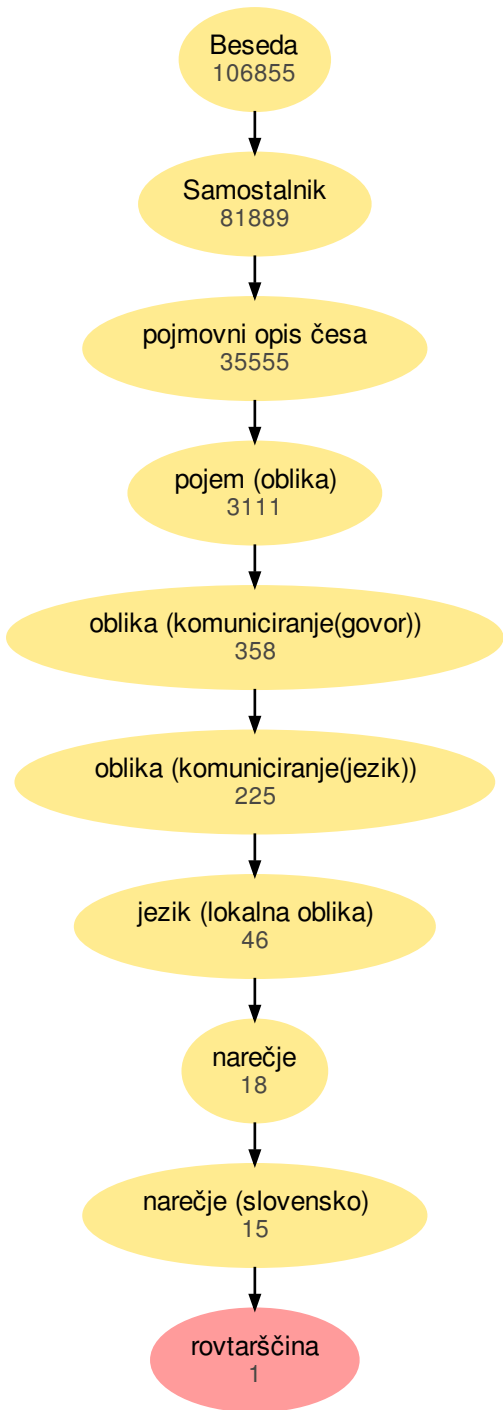 Beseda
106855
Samostalnik
81889
pojmovni opis česa
35555
pojem (oblika)
3111
oblika (komuniciranje(govor))
358
oblika (komuniciranje(jezik))
225
jezik (lokalna oblika)
46
narečje
18
narečje (slovensko)
15
rovtarščina
1